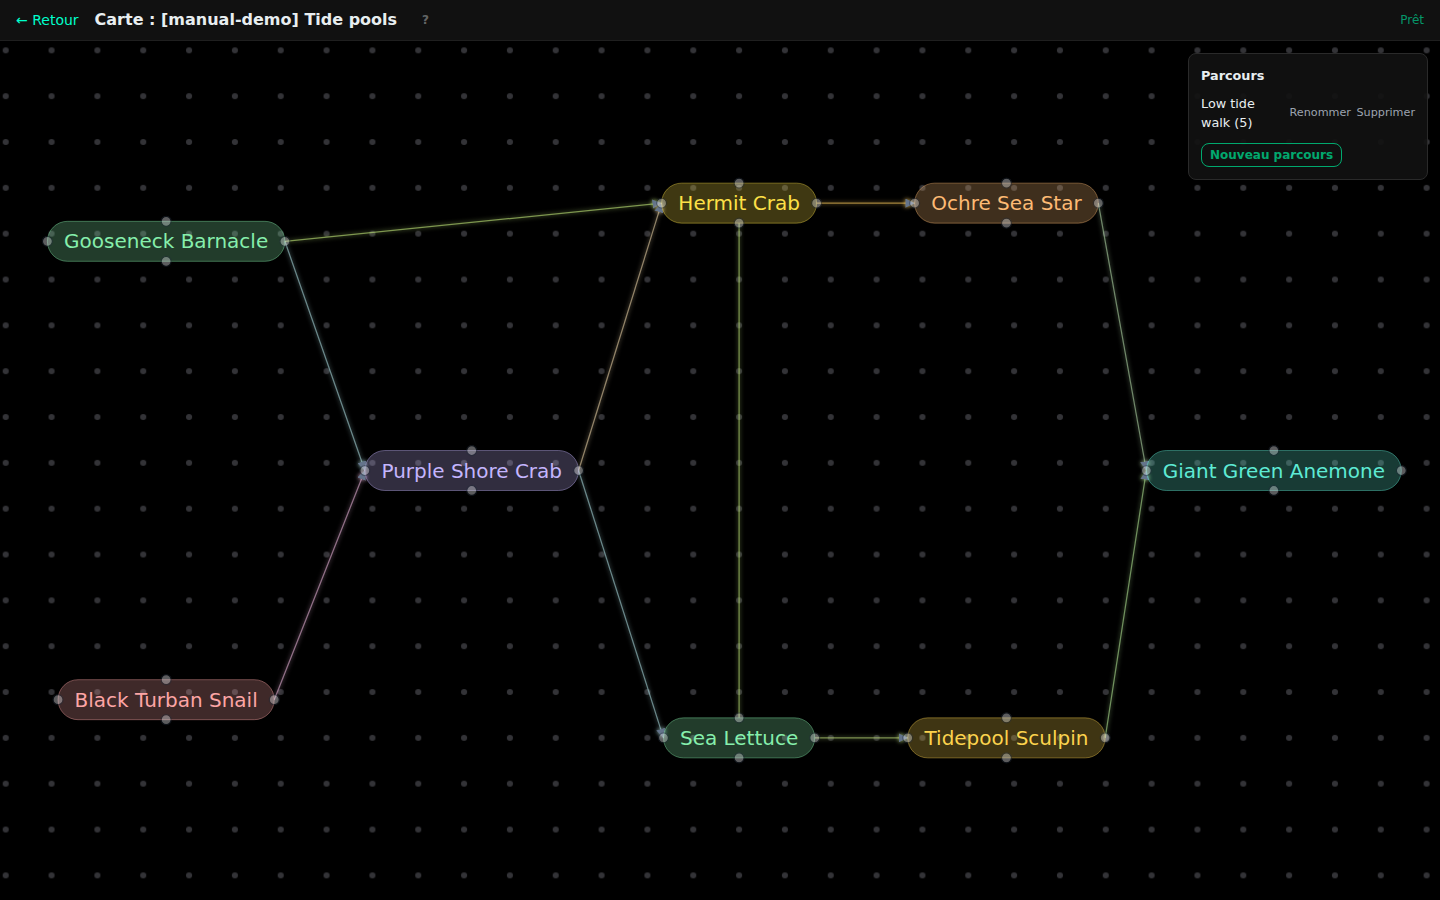 ← Retour Carte : [manual-demo] Tide pools ? Prêt
Parcours
Low tide
walk (5)
Renommer Supprimer
Nouveau parcours
Hermit Crab
Ochre Sea Star
Gooseneck Barnacle
Purple Shore Crab
Giant Green Anemone
Black Turban Snail
Sea Lettuce
Tidepool Sculpin